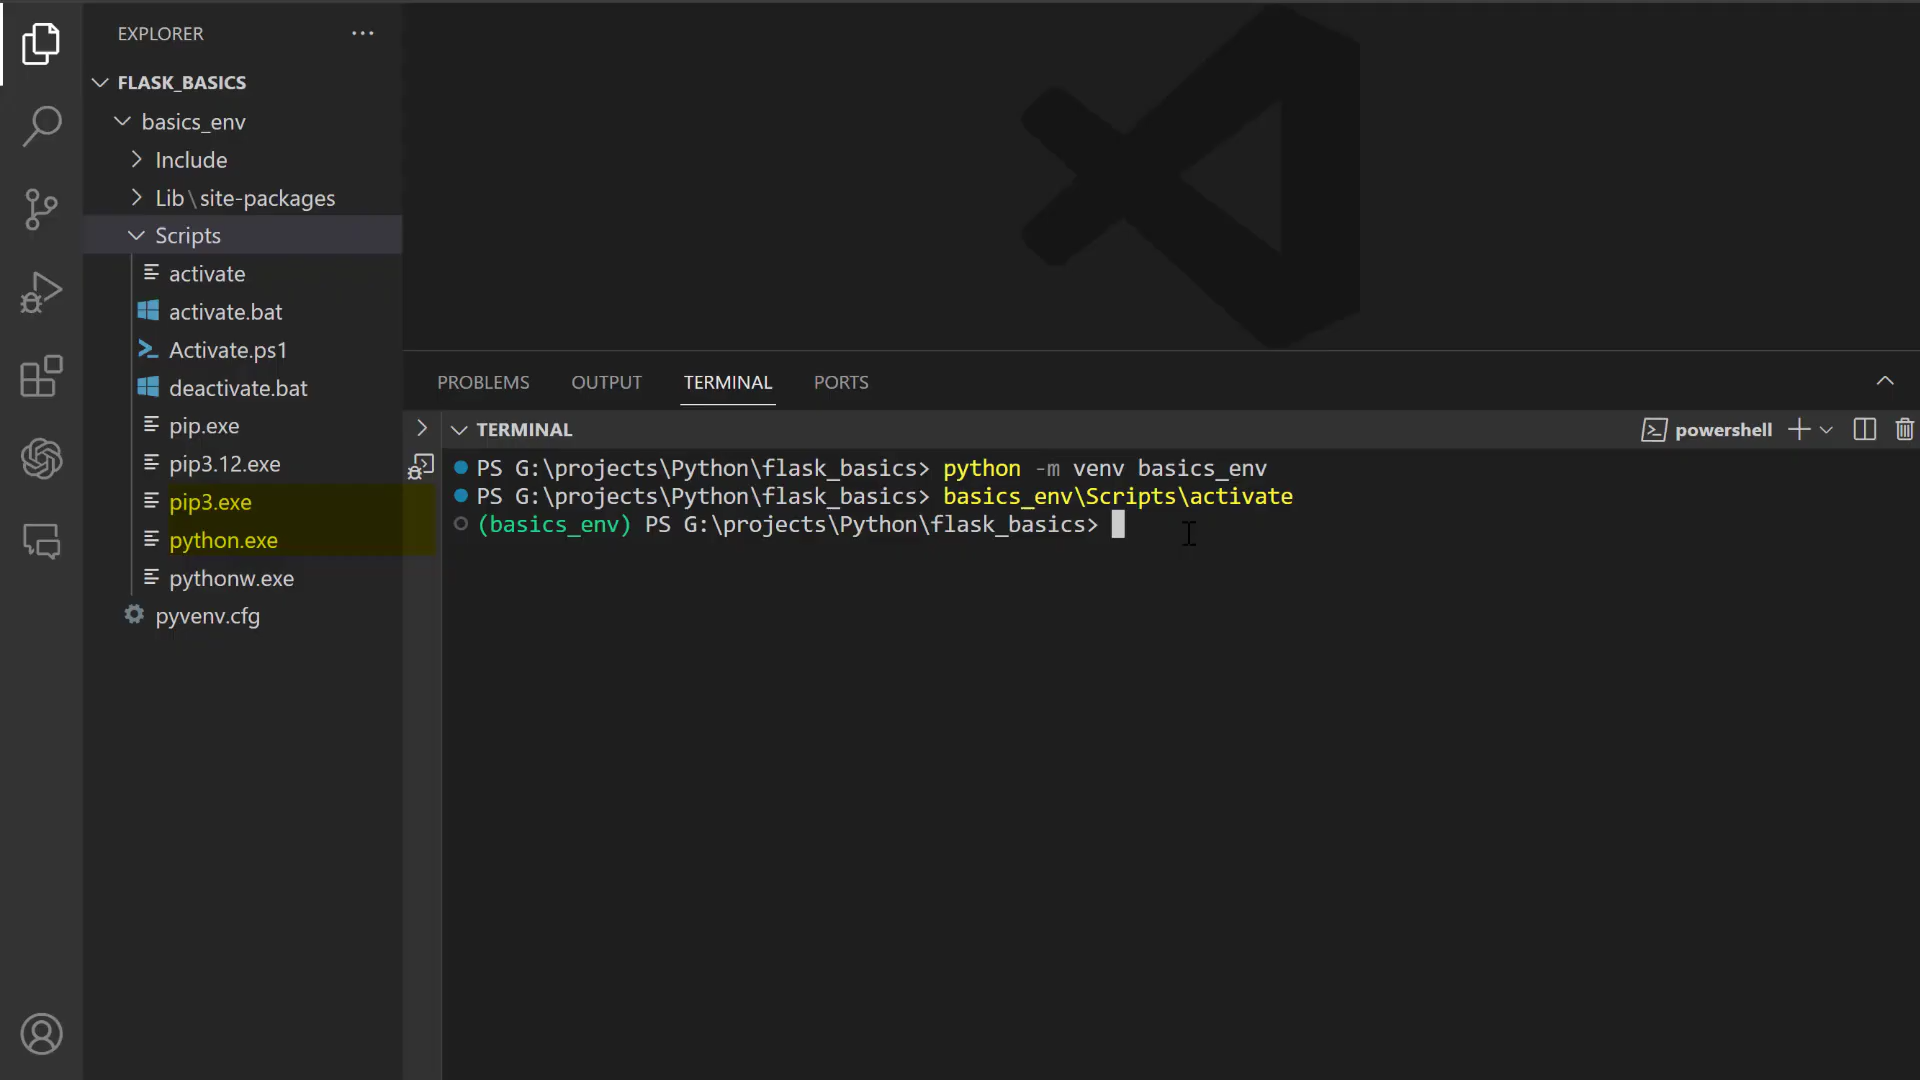 EXPLORER
FLASK_BASICS
basics_env
Include
Lib\site-packages
Scripts
activate
activate.bat
Activate.ps1
deactivate.bat
pip.exe
pip3.12.exe
pip3.exe
python.exe
pythonw.exe
pyvenv.cfg
PROBLEMS OUTPUT TERMINAL PORTS
TERMINAL
powershell
PS G:\projects\Python\flask_basics> python -m venv basics_env
PS G:\projects\Python\flask_basics> basics_env\Scripts\activate
(basics_env) PS G:\projects\Python\flask_basics>